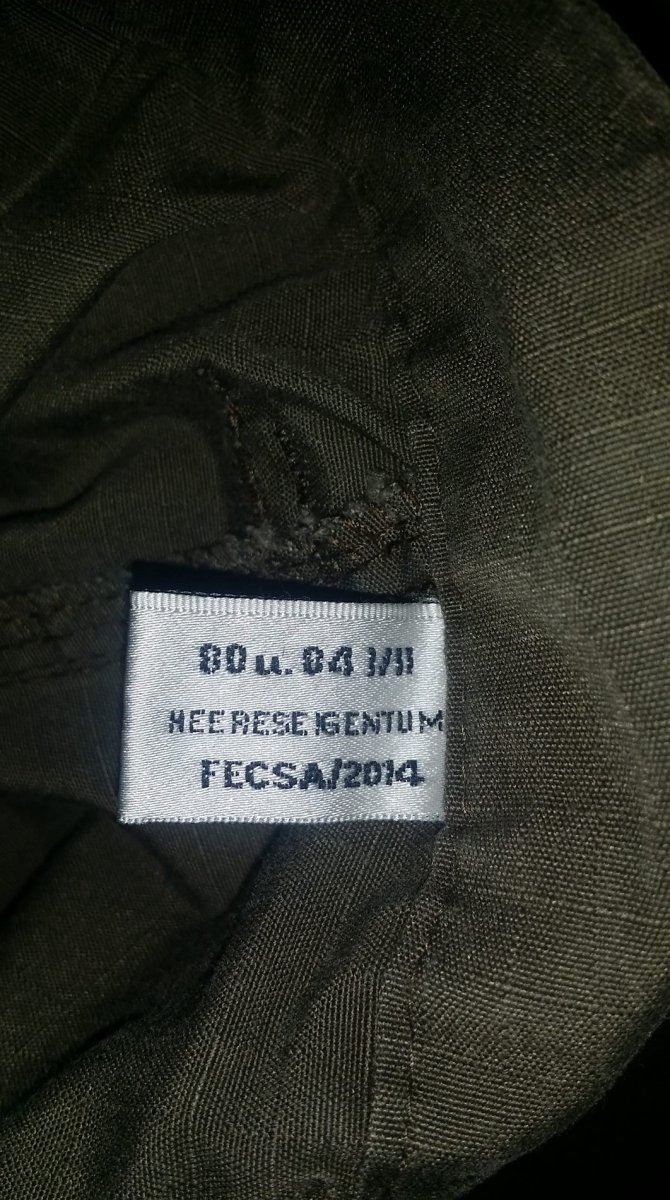 80 u. 84 I/II
HEERESEIGENTUM
FECSA/2014